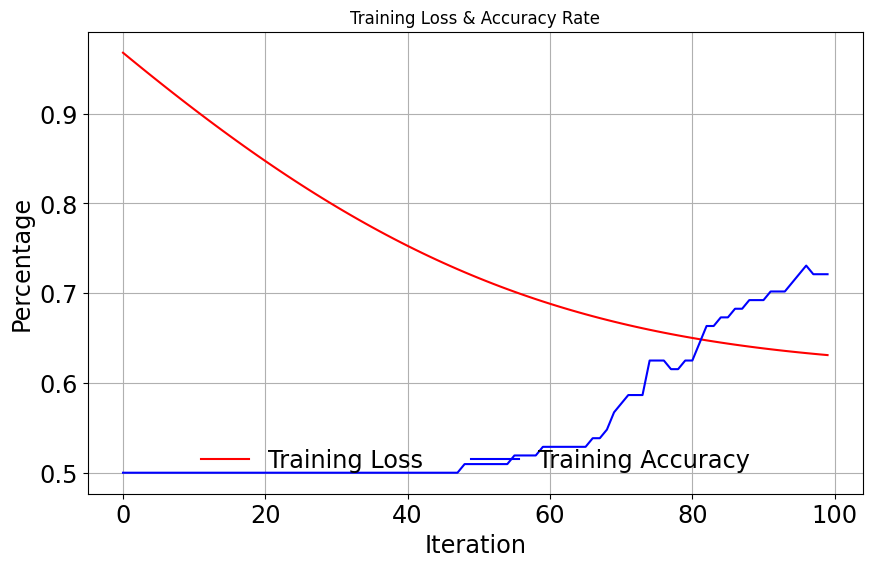 Training Loss & Accuracy Rate
Percentage
0.9
0.8
0.7
0.6
0.5
Training Loss
Training Accuracy
0
20
40
60
80
100
Iteration